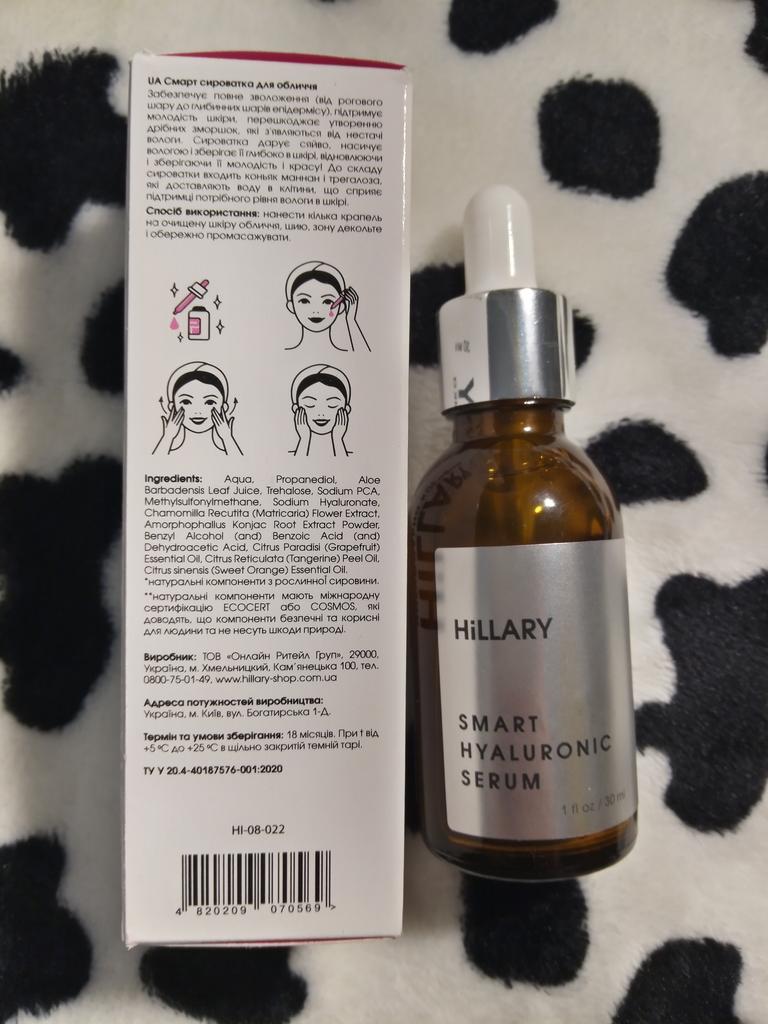 UA Смарт сироватка для обличчя
Забезпечує повне зволоження (від рогового
шару до глибинних шарів епідермісу), підтримує
молодість шкіри, перешкоджає утворенню
дрібних зморшок, які з'являються від нестачі
вологи. Сироватка дарує сяйво, насичує
вологою і зберігає її глибоко в шкірі, відновлюючи
і зберігаючи її молодість і красу! До складу
сироватки входить коньяк маннан і трегалоза,
які доставляють воду в клітини, що сприяє
підтримці потрібного рівня вологи в шкірі.
Спосіб використання: нанести кілька крапель
на очищену шкіру обличчя, шию, зону декольте
і обережно промасажувати.
Ingredients: Aqua, Propanediol, Aloe
Barbadensis Leaf Juice, Trehalose, Sodium PCA,
Methylsulfonylmethane, Sodium Hyaluronate,
Chamomilla Recutita (Matricaria) Flower Extract,
Amorphophallus Konjac Root Extract Powder,
Benzyl Alcohol (and) Benzoic Acid (and)
Dehydroacetic Acid, Citrus Paradisi (Grapefruit)
Essential Oil, Citrus Reticulata (Tangerine) Peel Oil,
Citrus sinensis (Sweet Orange) Essential Oil.
*натуральні компоненти з рослинної сировини.
**натуральні компоненти мають міжнародну
сертифікацію ECOCERT або COSMOS, які
доводять, що компоненти безпечні та корисні
для людини та не несуть шкоди природі.
Виробник: ТОВ «Онлайн Ритейл Груп», 29000,
Україна, м. Хмельницкий, Кам'янецька 100, тел.
0800-75-01-49, www.hillary-shop.com.ua
Адреса потужностей виробництва:
Україна, м. Київ, вул. Богатирська 1-Д.
Термін та умови зберігання: 18 місяців. При t від
+5 ºС до +25 ºС в щільно закритій темній тарі.
ТУ У 20.4-40187576-001:2020
HI-08-022
4 820209 070569 >
HiLLARY
SMART
HYALURONIC
SERUM
1 fl oz / 30 ml